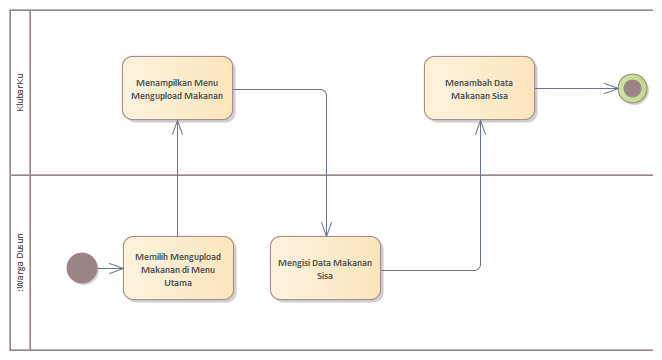 KlubarKu
Menampilkan Menu
Mengupload Makanan
Menambah Data
Makanan Sisa
:Warga Dusun
Memilih Mengupload
Makanan di Menu
Utama
Mengisi Data Makanan
Sisa